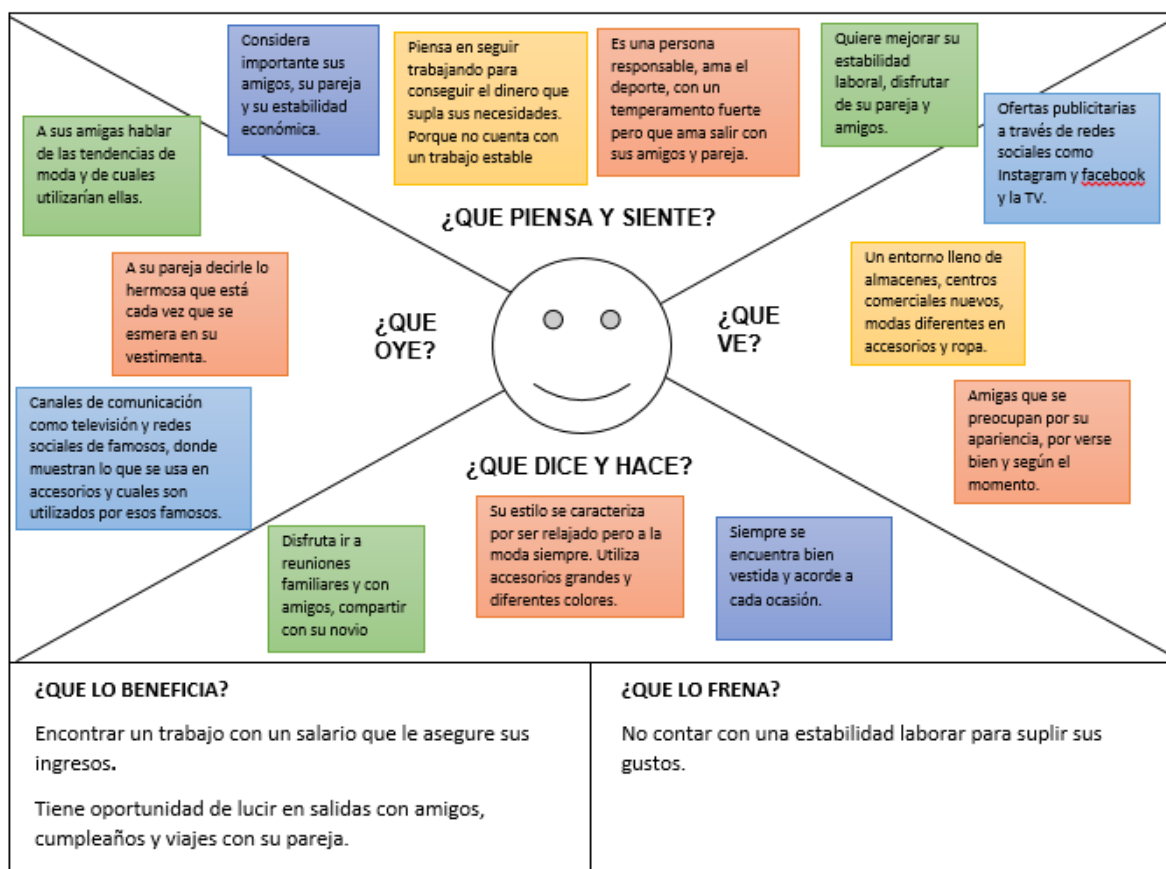 Considera
importante sus
amigos, su pareja
y su estabilidad
económica.
Piensa en seguir
trabajando para
conseguir el dinero que
supla sus necesidades.
Porque no cuenta con
un trabajo estable
Es una persona
responsable, ama el
deporte, con un
temperamento fuerte
pero que ama salir con
sus amigos y pareja.
Quiere mejorar su
estabilidad
laboral, disfrutar
de su pareja y
amigos.
¿QUE PIENSA Y SIENTE?
A sus amigas hablar
de las tendencias de
moda y de cuales
utilizarían ellas.
A su pareja decirle lo
hermosa que está
cada vez que se
esmera en su
vestimenta.
Canales de comunicación
como televisión y redes
sociales de famosos, donde
muestran lo que se usa en
accesorios y cuales son
utilizados por esos famosos.
¿QUE
OYE?
¿QUE
VE?
Ofertas publicitarias
a través de redes
sociales como
Instagram y facebook
y la TV.
Un entorno lleno de
almacenes, centros
comerciales nuevos,
modas diferentes en
accesorios y ropa.
Amigas que se
preocupan por su
apariencia, por verse
bien y según el
momento.
¿QUE DICE Y HACE?
Disfruta ir a
reuniones
familiares y con
amigos, compartir
con su novio
Su estilo se caracteriza
por ser relajado pero a la
moda siempre. Utiliza
accesorios grandes y
diferentes colores.
Siempre se
encuentra bien
vestida y acorde a
cada ocasión.
¿QUE LO BENEFICIA?
Encontrar un trabajo con un salario que le asegure sus
ingresos.
Tiene oportunidad de lucir en salidas con amigos,
cumpleaños y viajes con su pareja.
¿QUE LO FRENA?
No contar con una estabilidad laborar para suplir sus
gustos.